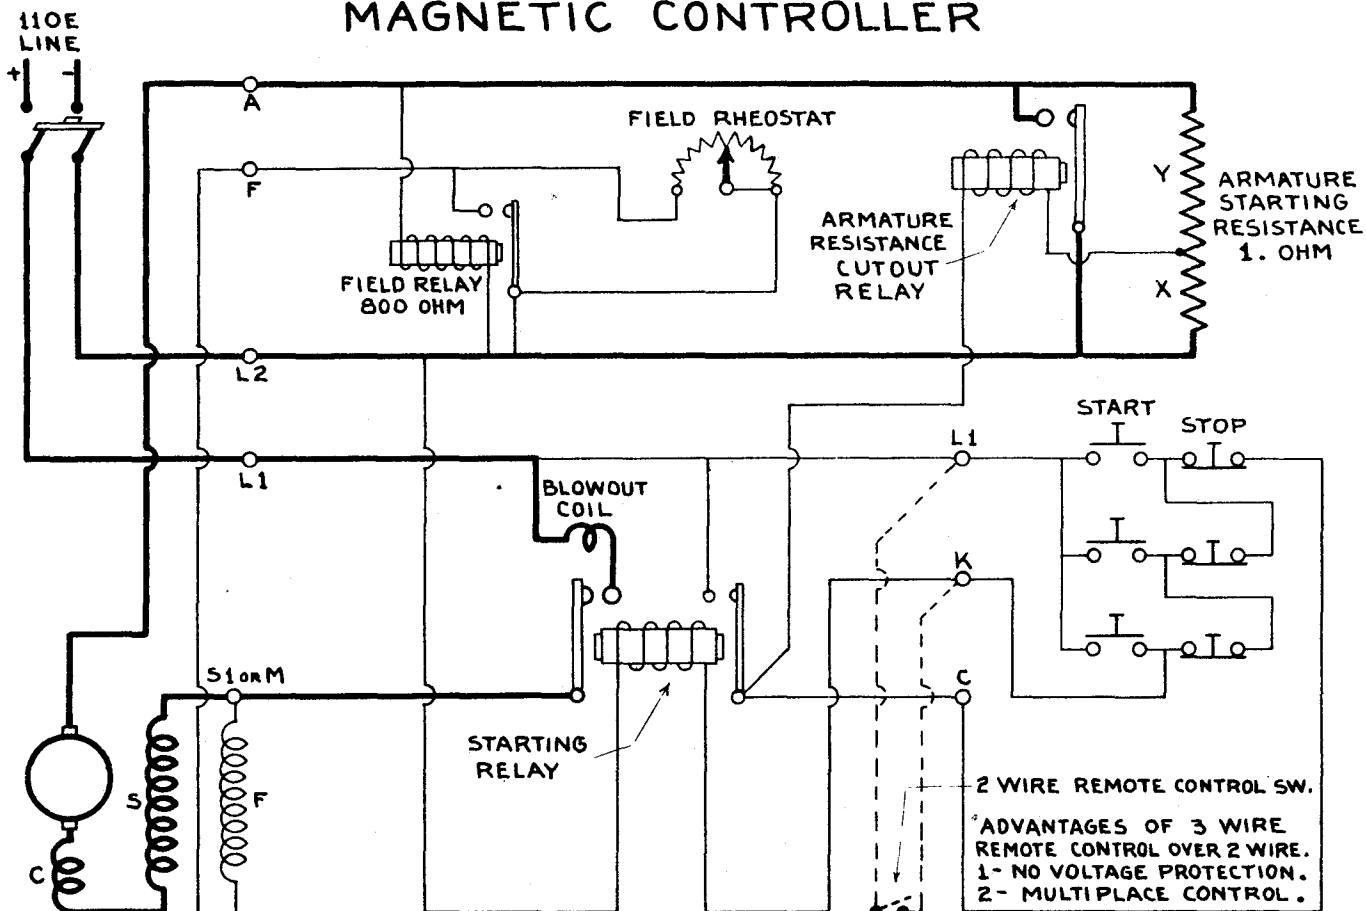 MAGNETIC CONTROLLER
110E
LINE
+
-
A
FIELD RHEOSTAT
F
Y
ARMATURE
STARTING
RESISTANCE
1. OHM
ARMATURE
RESISTANCE
CUTOUT
RELAY
FIELD RELAY
800 OHM
X
L2
START
STOP
L1
L1
BLOWOUT
COIL
K
S1 OR M
C
STARTING
RELAY
2 WIRE REMOTE CONTROL SW.
S
F
ADVANTAGES OF 3 WIRE
REMOTE CONTROL OVER 2 WIRE.
1- NO VOLTAGE PROTECTION.
2- MULTIPLACE CONTROL.
C